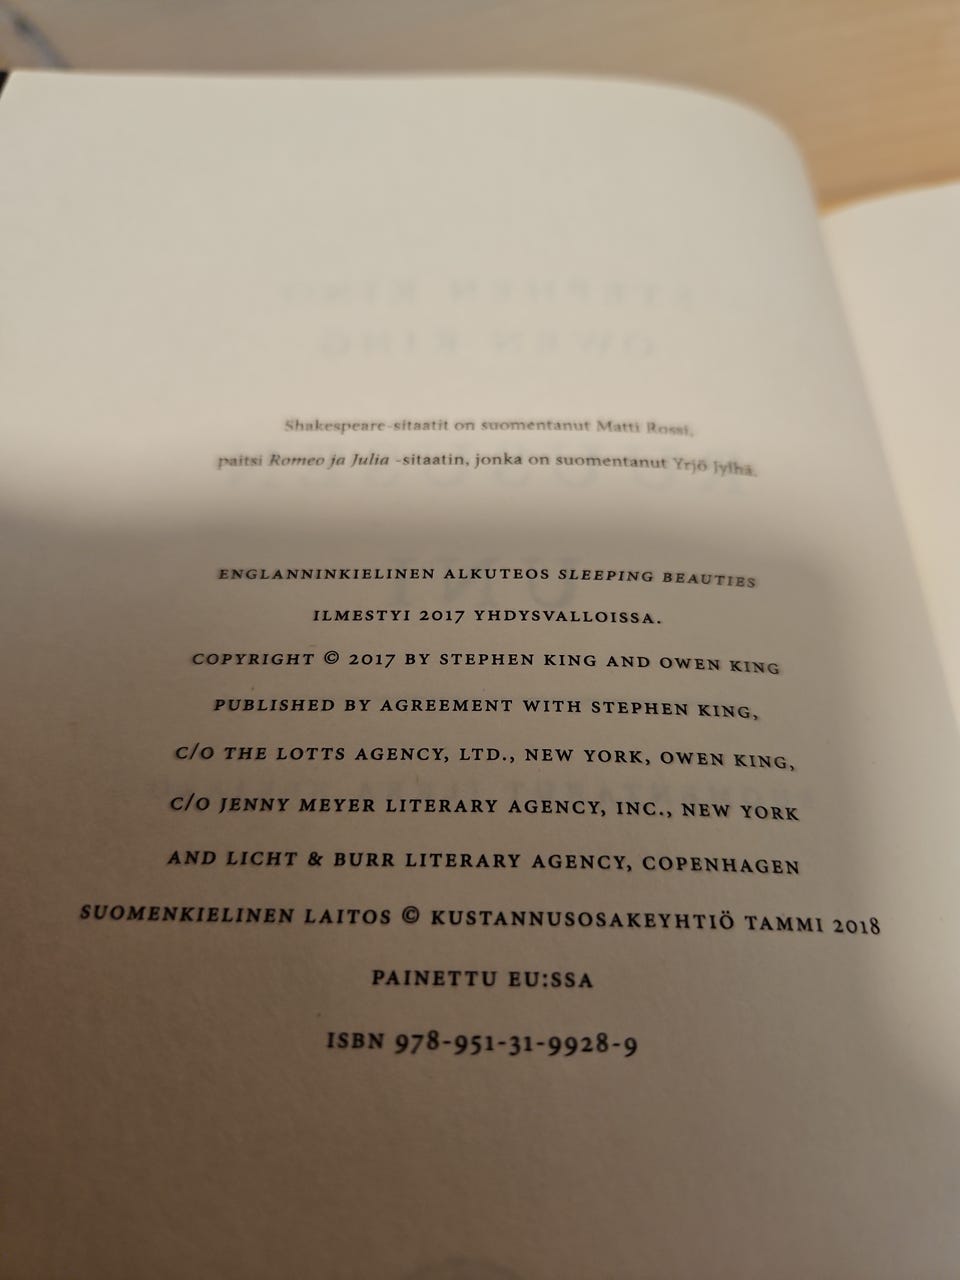 Shakespeare-sitaatit on suomentanut Matti Rossi,
paitsi Romeo ja Julia -sitaatin, jonka on suomentanut Yrjö Jylhä.
ENGLANNINKIELINEN ALKUTEOS SLEEPING BEAUTIES
ILMESTYI 2017 YHDYSVALLOISSA.
COPYRIGHT © 2017 BY STEPHEN KING AND OWEN KING
PUBLISHED BY AGREEMENT WITH STEPHEN KING,
C/O THE LOTTS AGENCY, LTD., NEW YORK, OWEN KING,
C/O JENNY MEYER LITERARY AGENCY, INC., NEW YORK
AND LICHT & BURR LITERARY AGENCY, COPENHAGEN
SUOMENKIELINEN LAITOS © KUSTANNUSOSAKEYHTIÖ TAMMI 2018
PAINETTU EU:SSA
ISBN 978-951-31-9928-9